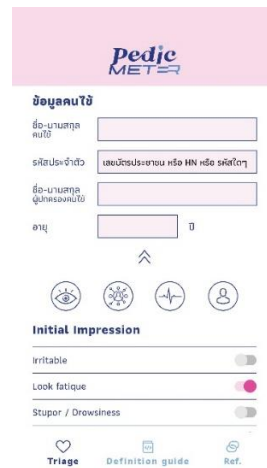 Pedic
METER
ข้อมูลคนไข้
ชื่อ-นามสกุล
คนไข้
รหัสประจำตัว
เลขบัตรประชาชน หรือ HN หรือ รหัสใดๆ
ชื่อ-นามสกุล
ผู้ปกครองคนไข้
อายุ
ปี
Initial Impression
Irritable
Look fatique
Stupor / Drowsiness
Triage
Definition guide
Ref.